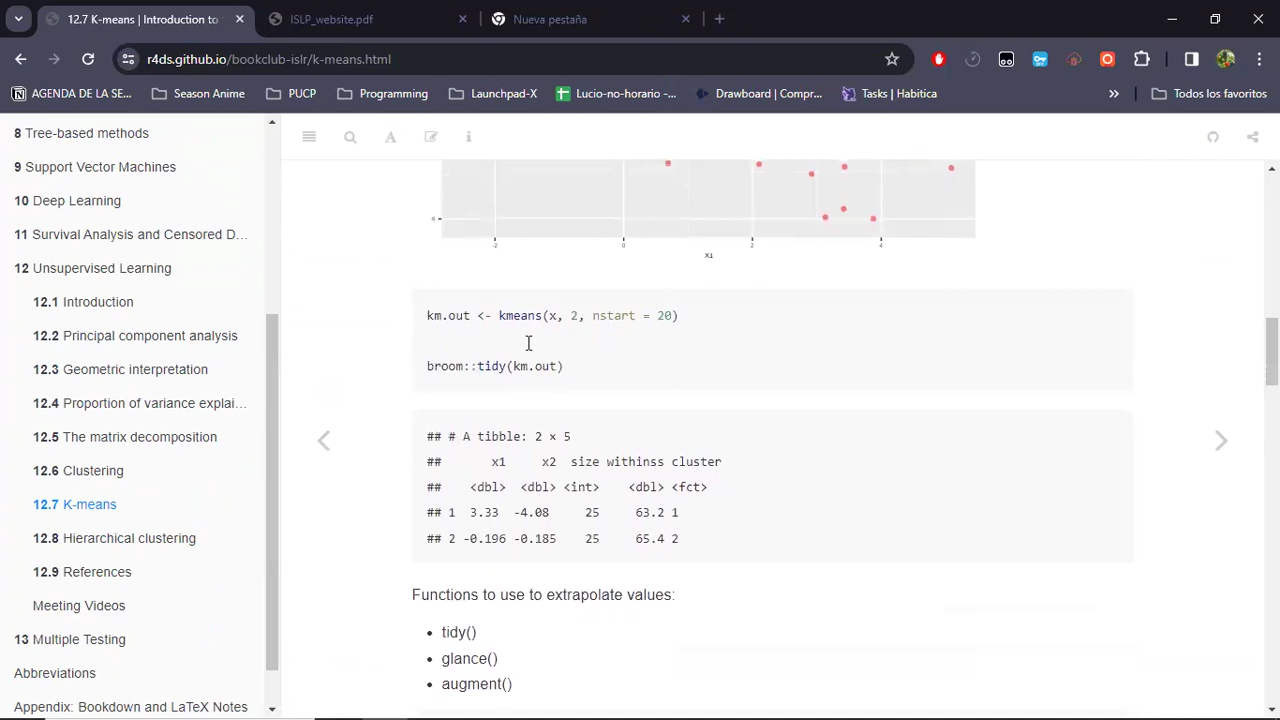 12.7 K-means | Introduction to
ISLP_website.pdf
Nueva pestaña
r4ds.github.io/bookclub-islr/k-means.html
AGENDA DE LA SE...
Season Anime
PUCP
Programming
Launchpad-X
Lucio-no-horario -...
Drawboard | Compr...
Tasks | Habitica
»
Todos los favoritos
8 Tree-based methods
9 Support Vector Machines
10 Deep Learning
11 Survival Analysis and Censored D...
12 Unsupervised Learning
12.1 Introduction
12.2 Principal component analysis
12.3 Geometric interpretation
12.4 Proportion of variance explai...
12.5 The matrix decomposition
12.6 Clustering
12.7 K-means
12.8 Hierarchical clustering
12.9 References
Meeting Videos
13 Multiple Testing
Abbreviations
Appendix: Bookdown and LaTeX Notes
-2 0 2 4
X1
km.out <- kmeans(x, 2, nstart = 20)
broom::tidy(km.out)
## # A tibble: 2 × 5
## x1 x2 size withinss cluster
## <dbl> <dbl> <int> <dbl> <fct>
## 1 3.33 -4.08 25 63.2 1
## 2 -0.196 -0.185 25 65.4 2
Functions to use to extrapolate values:
• tidy()
• glance()
• augment()